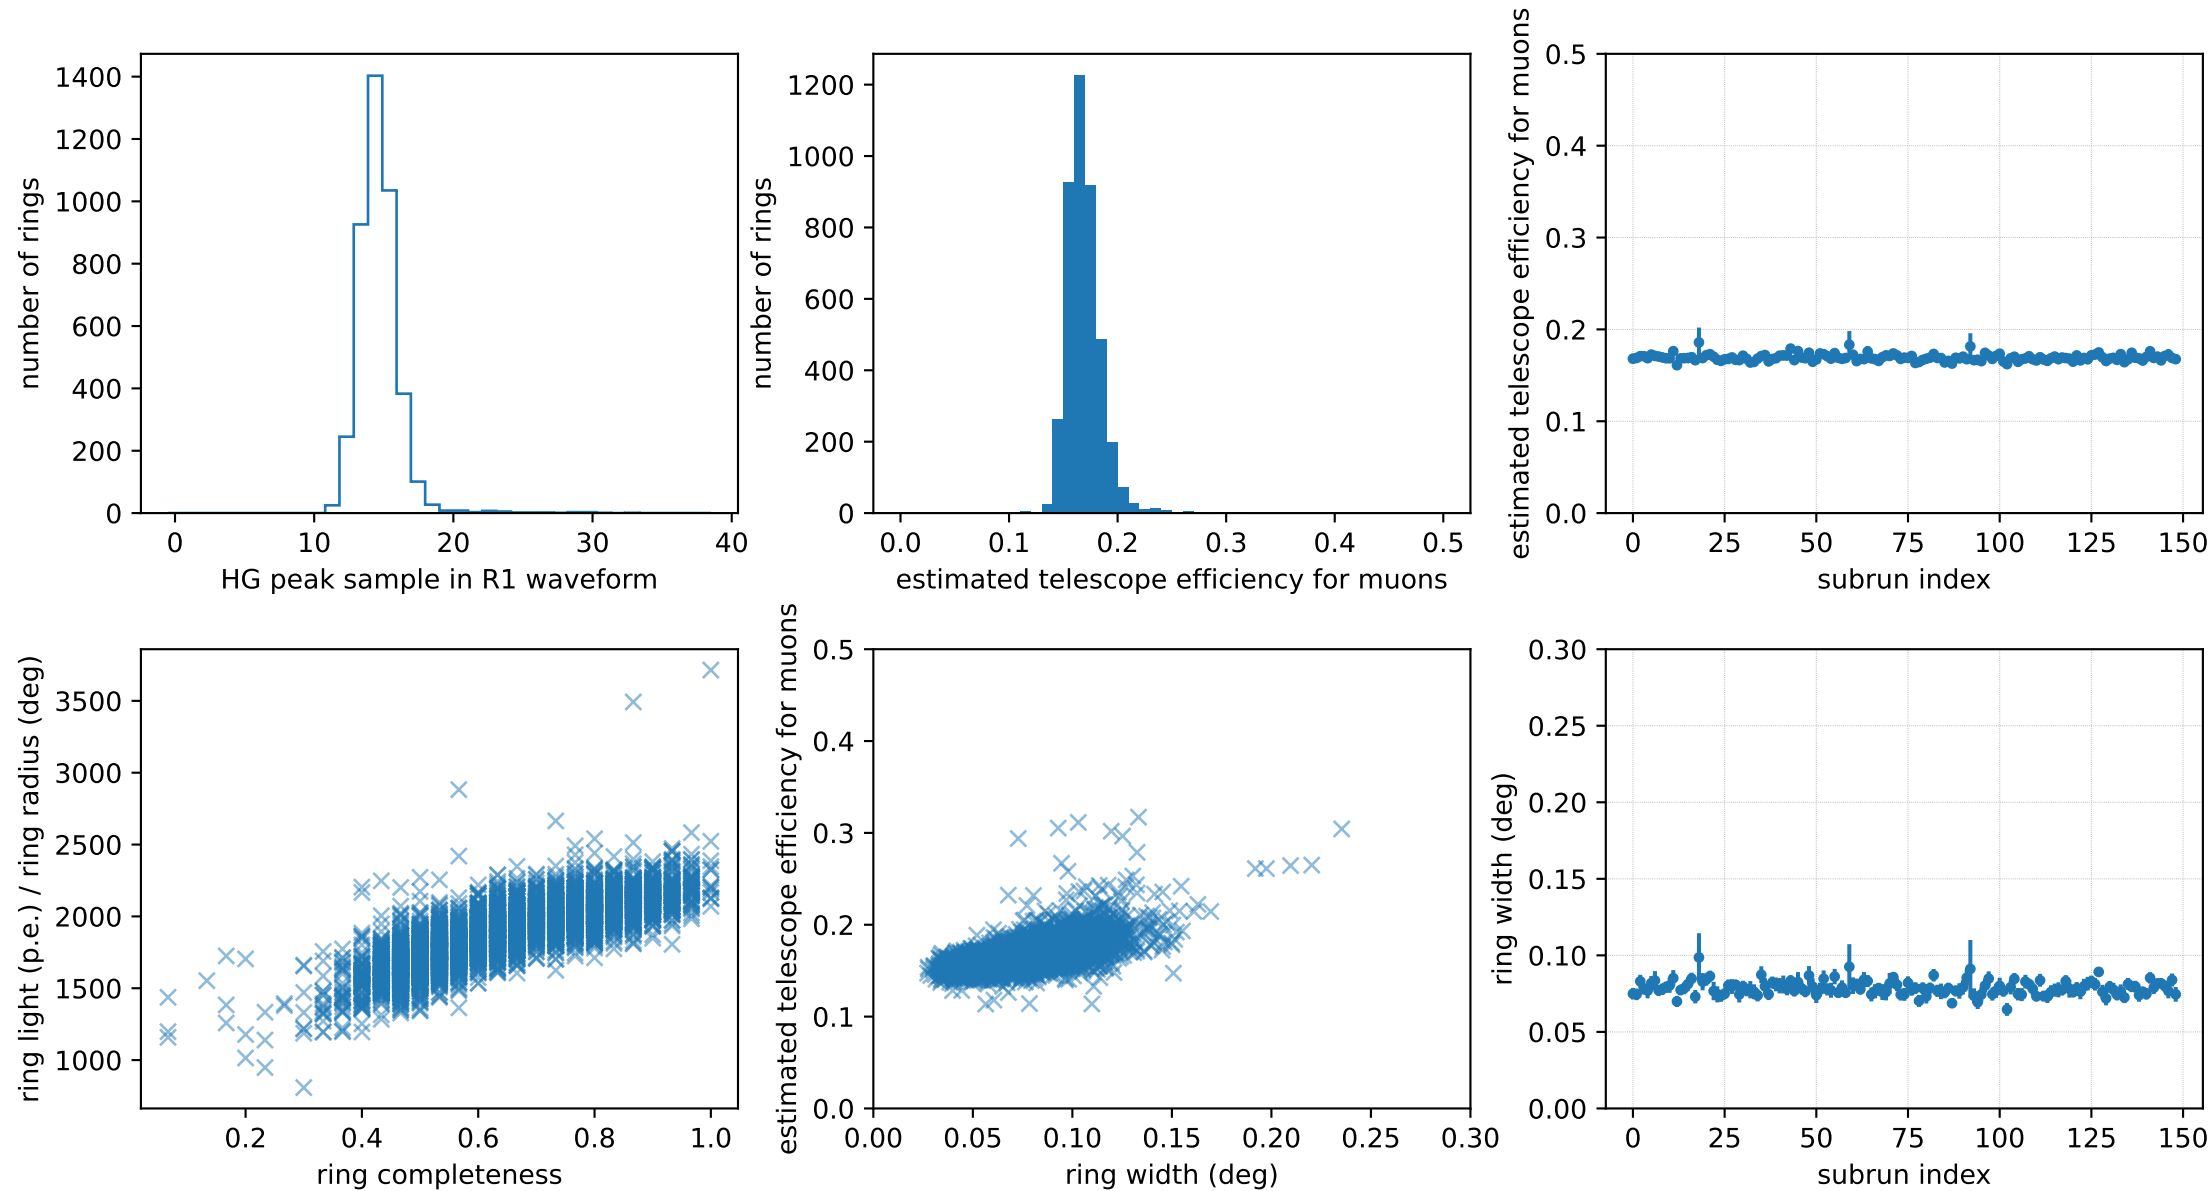 number of rings
1400
1200
1000
800
600
400
200
0
0 10 20 30 40
HG peak sample in R1 waveform
number of rings
1200
1000
800
600
400
200
0
0.0 0.1 0.2 0.3 0.4 0.5
estimated telescope efficiency for muons
estimated telescope efficiency for muons
0.5
0.4
0.3
0.2
0.1
0.0
0 25 50 75 100 125 150
subrun index
ring light (p.e.) / ring radius (deg)
3500
3000
2500
2000
1500
1000
0.2 0.4 0.6 0.8 1.0
ring completeness
estimated telescope efficiency for muons
0.5
0.4
0.3
0.2
0.1
0.0
0.00 0.05 0.10 0.15 0.20 0.25 0.30
ring width (deg)
ring width (deg)
0.30
0.25
0.20
0.15
0.10
0.05
0.00
0 25 50 75 100 125 150
subrun index